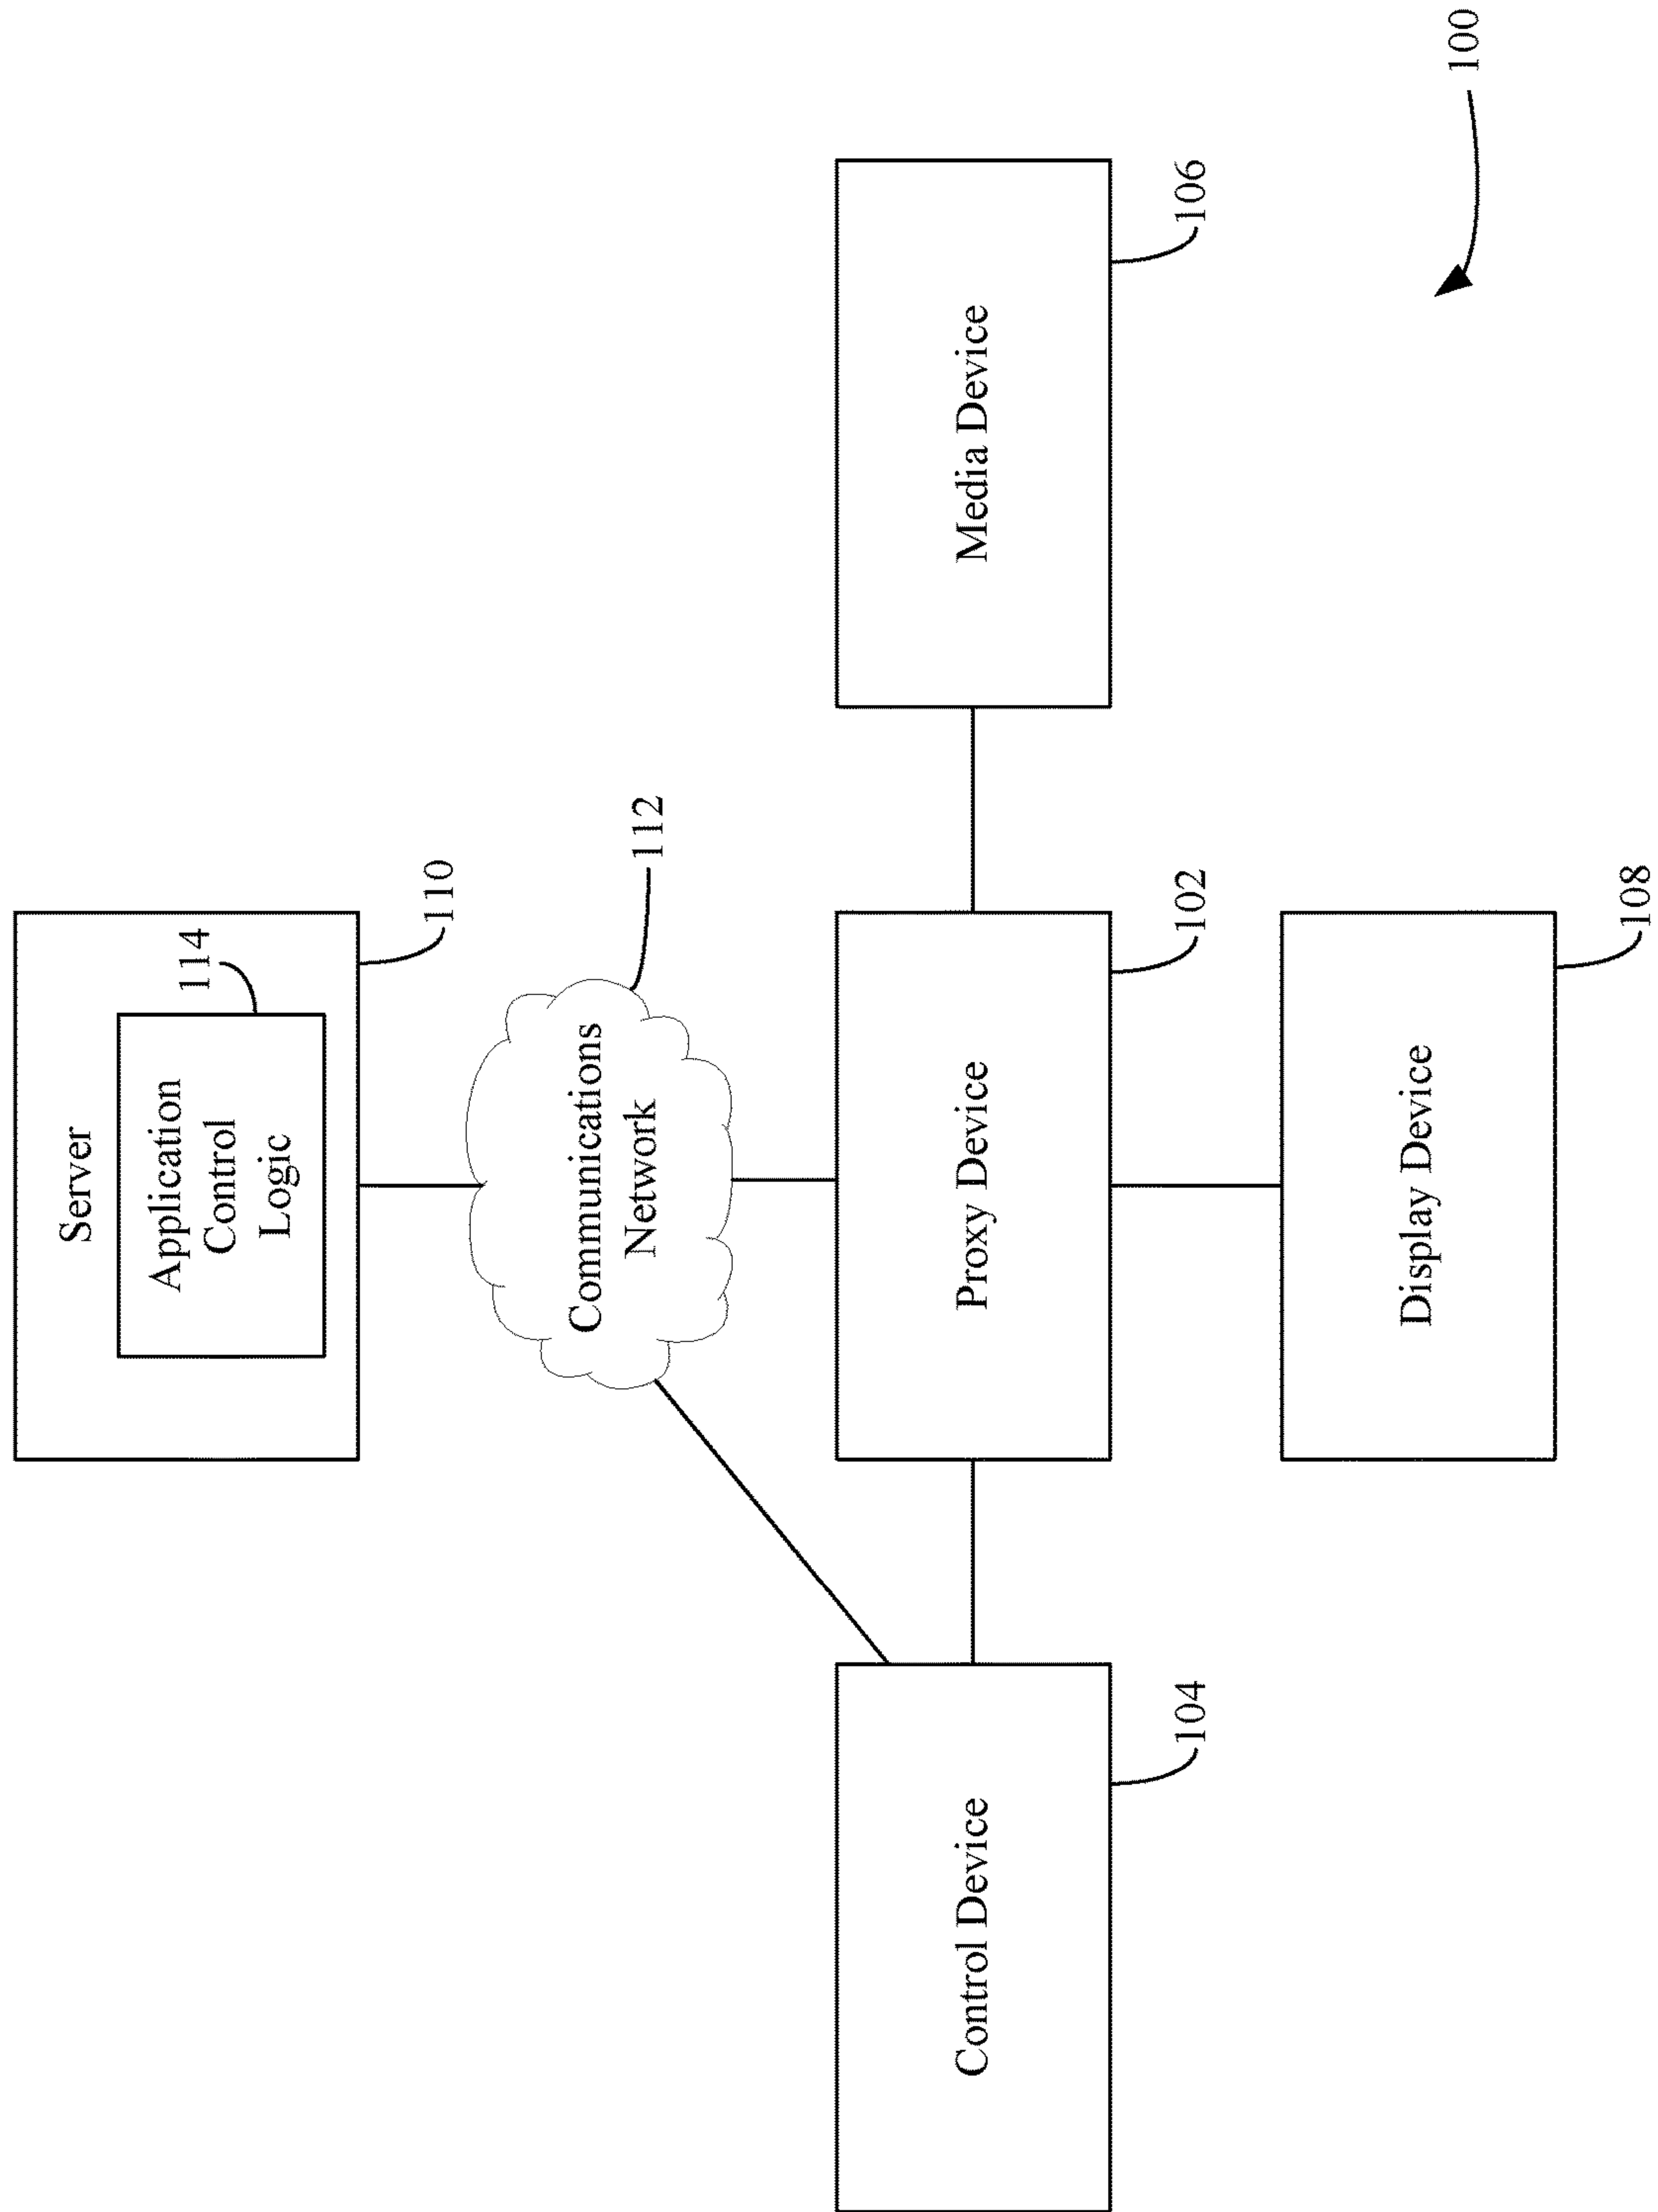 Server
Application
Control
Logic
114
110
Communications
Network
112
Control Device
104
Proxy Device
102
Media Device
106
Display Device
108
100